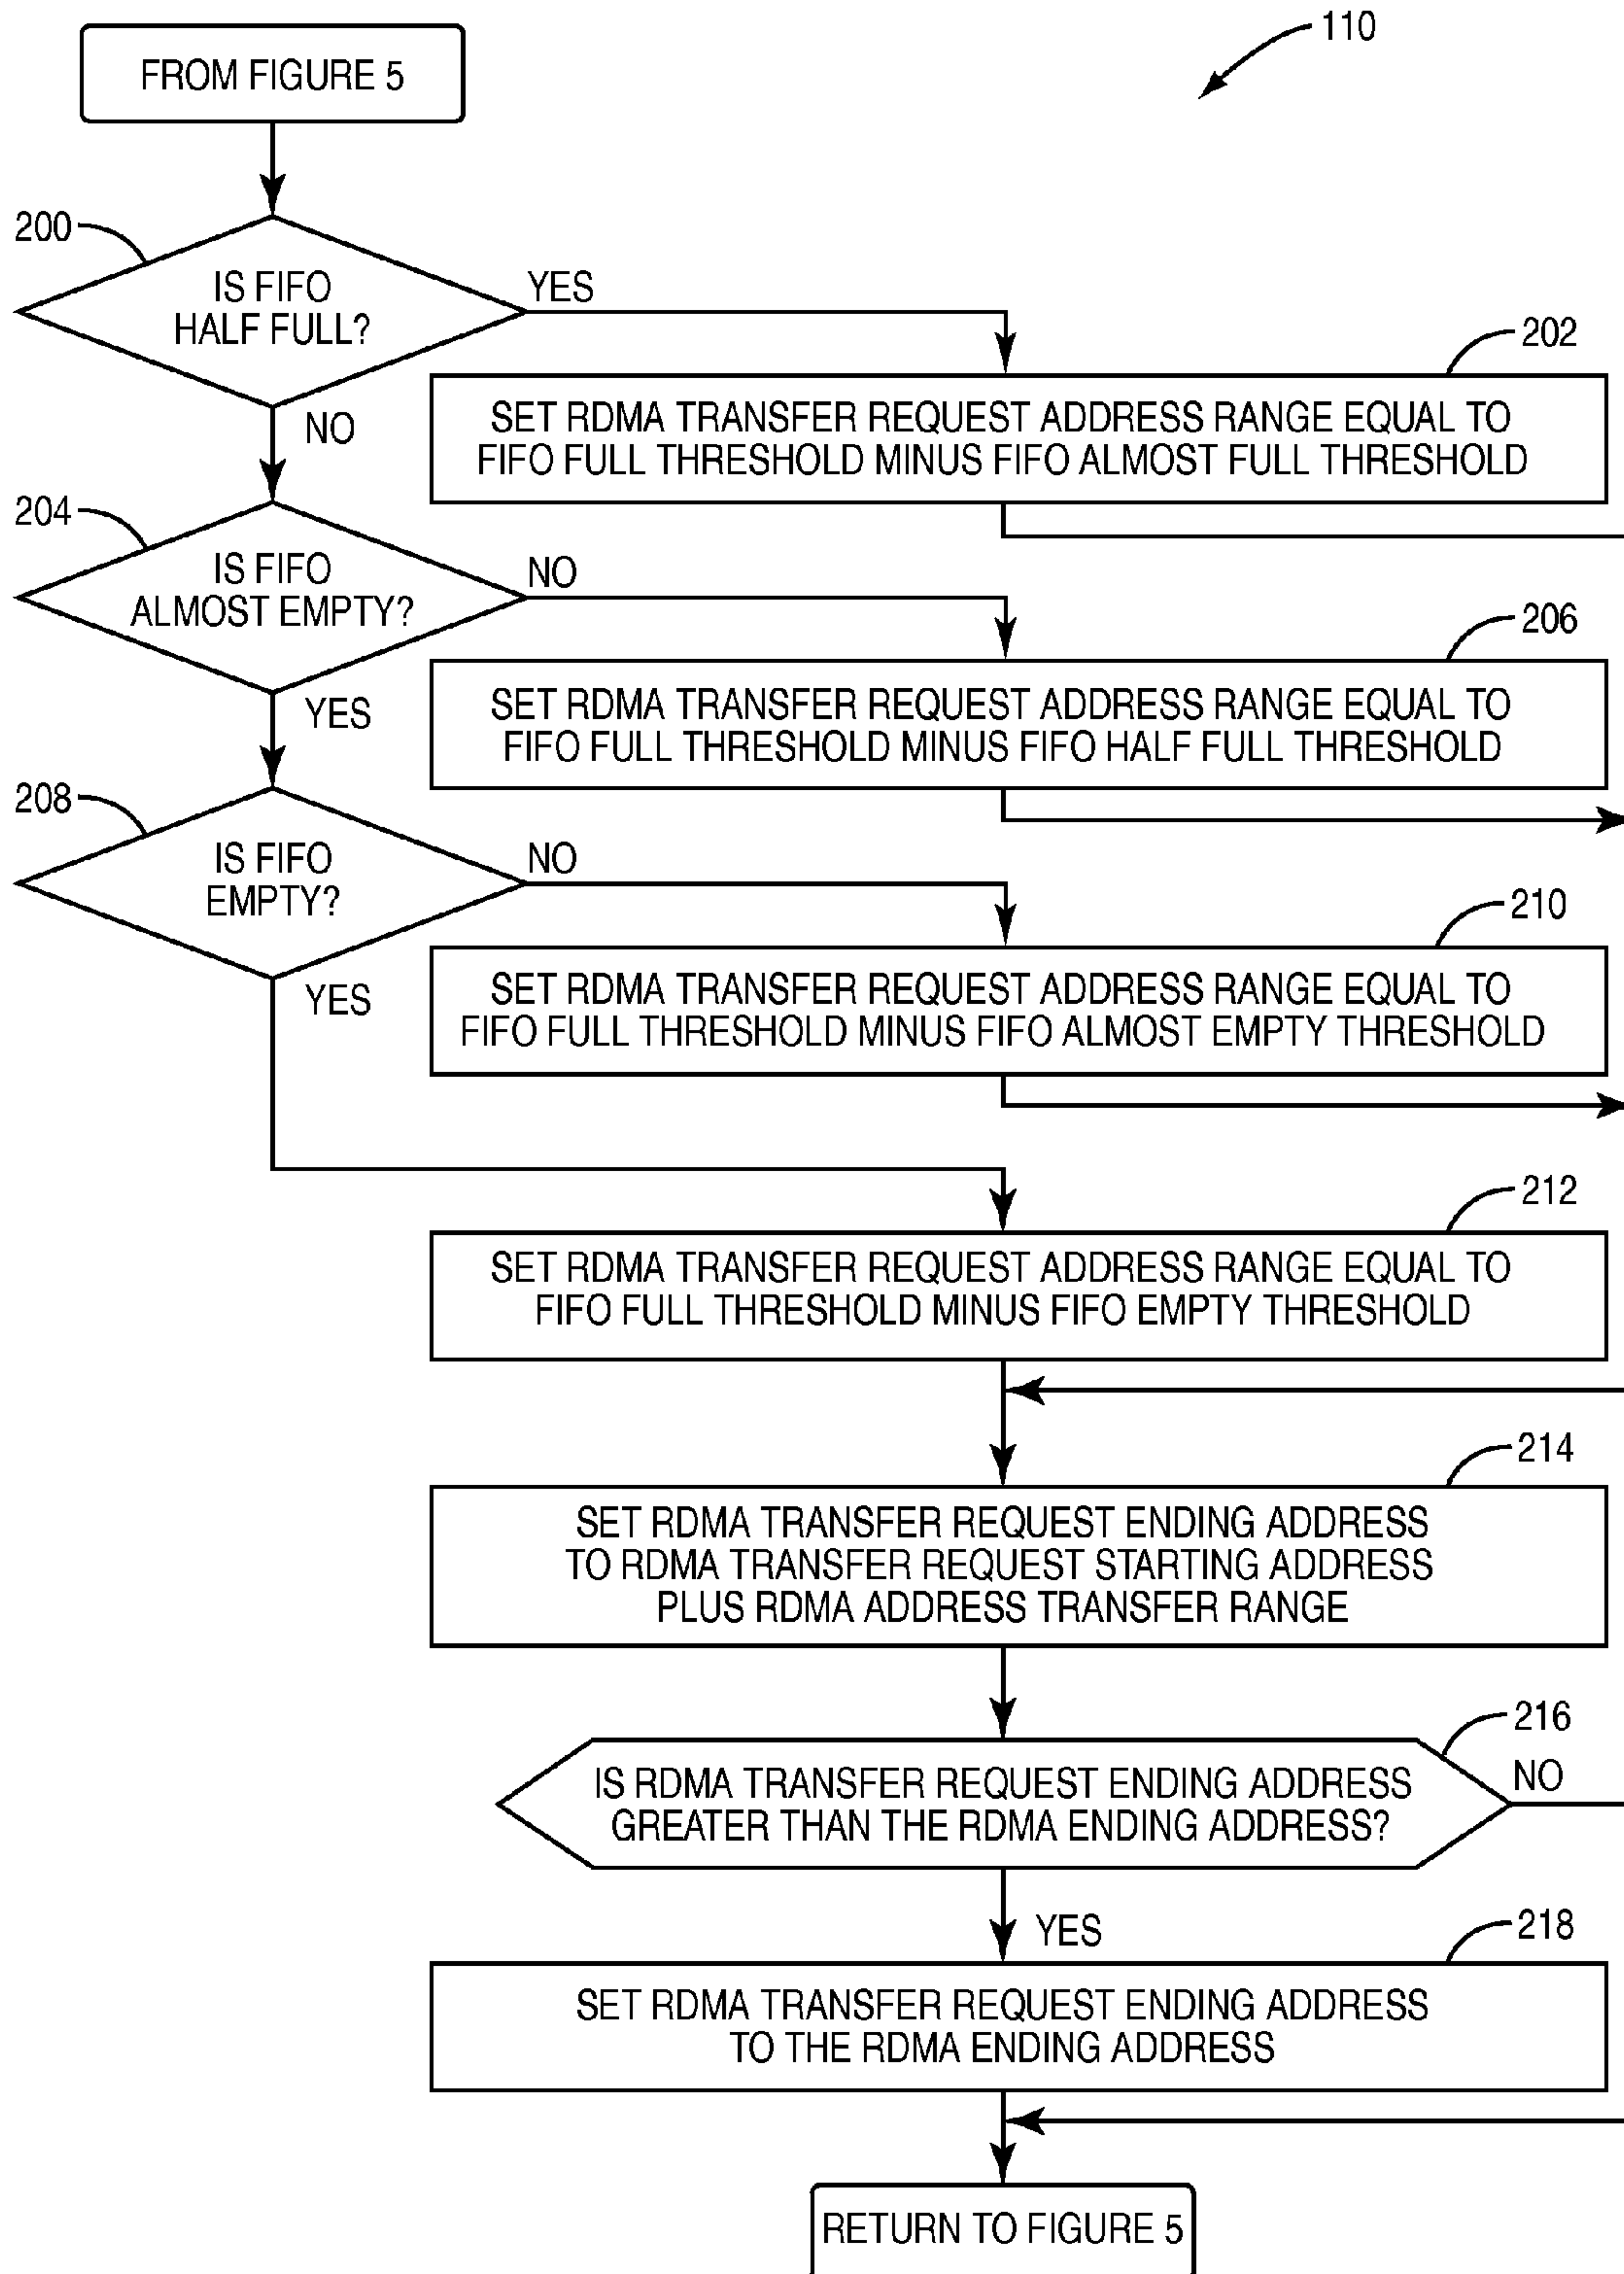 110
FROM FIGURE 5
200
IS FIFO
HALF FULL?
YES
NO
202
SET RDMA TRANSFER REQUEST ADDRESS RANGE EQUAL TO
FIFO FULL THRESHOLD MINUS FIFO ALMOST FULL THRESHOLD
204
IS FIFO
ALMOST EMPTY?
NO
YES
206
SET RDMA TRANSFER REQUEST ADDRESS RANGE EQUAL TO
FIFO FULL THRESHOLD MINUS FIFO HALF FULL THRESHOLD
208
IS FIFO
EMPTY?
NO
YES
210
SET RDMA TRANSFER REQUEST ADDRESS RANGE EQUAL TO
FIFO FULL THRESHOLD MINUS FIFO ALMOST EMPTY THRESHOLD
212
SET RDMA TRANSFER REQUEST ADDRESS RANGE EQUAL TO
FIFO FULL THRESHOLD MINUS FIFO EMPTY THRESHOLD
214
SET RDMA TRANSFER REQUEST ENDING ADDRESS
TO RDMA TRANSFER REQUEST STARTING ADDRESS
PLUS RDMA ADDRESS TRANSFER RANGE
216
IS RDMA TRANSFER REQUEST ENDING ADDRESS
GREATER THAN THE RDMA ENDING ADDRESS?
NO
YES
218
SET RDMA TRANSFER REQUEST ENDING ADDRESS
TO THE RDMA ENDING ADDRESS
RETURN TO FIGURE 5